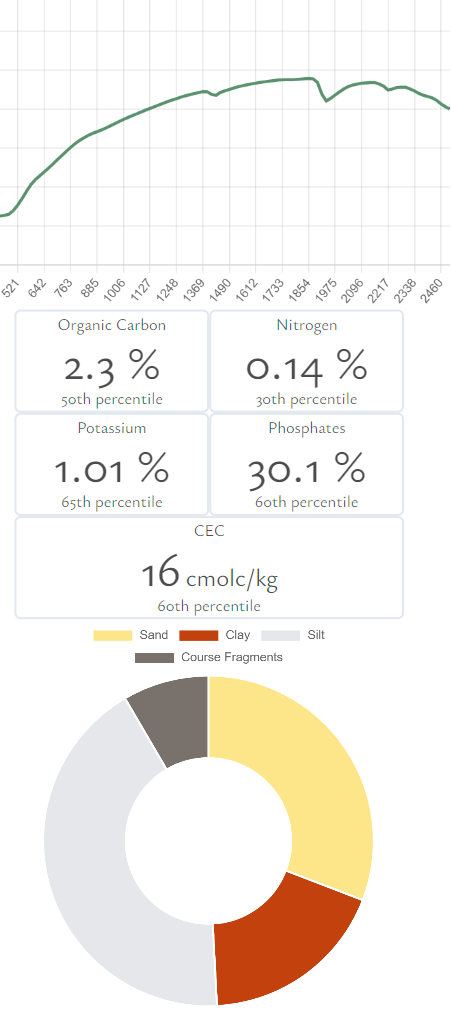 521 642 763 885 1006 1127 1248 1369 1490 1612 1733 1854 1975 2096 2217 2338 2460
Organic Carbon
2.3 %
50th percentile
Nitrogen
0.14 %
30th percentile
Potassium
1.01 %
65th percentile
Phosphates
30.1 %
60th percentile
CEC
16 cmolc/kg
60th percentile
Sand Clay Silt
Course Fragments